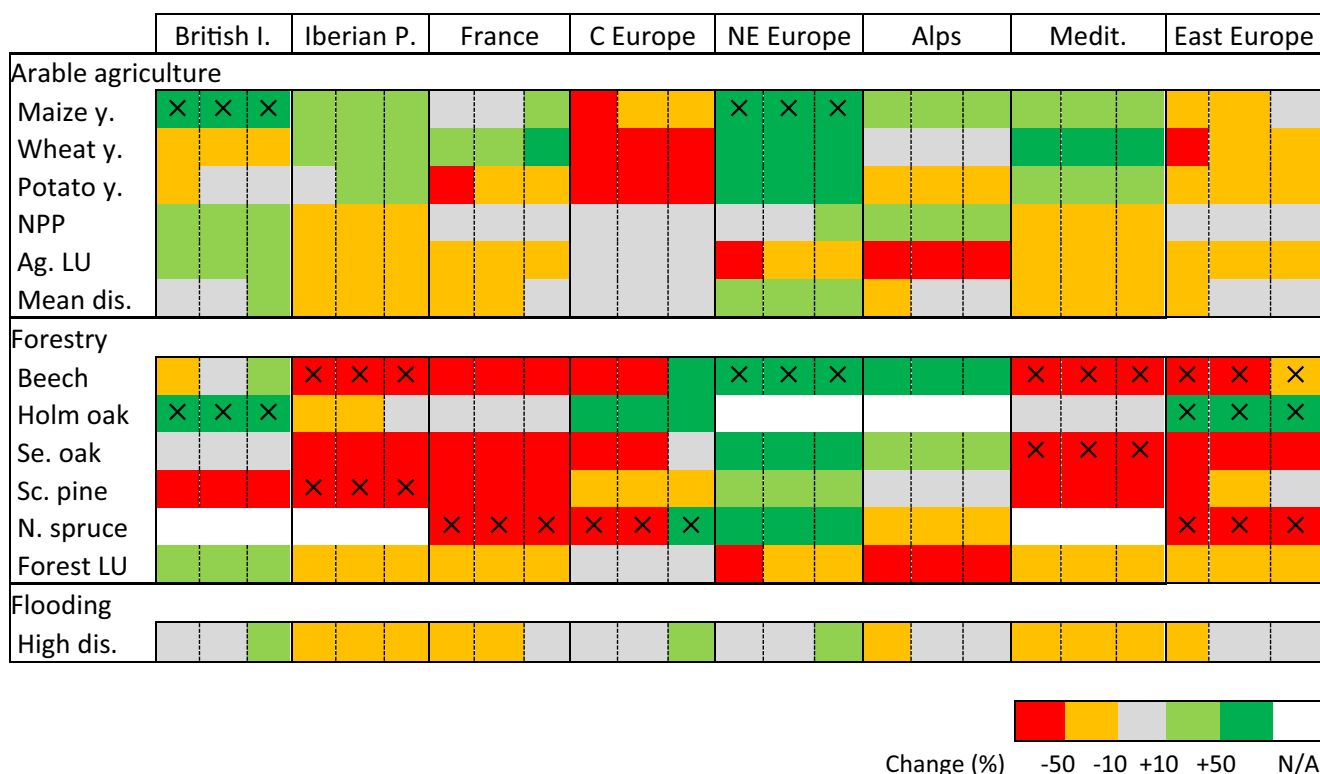 British I. Iberian P. France C Europe NE Europe Alps Medit. East Europe
Arable agriculture
Maize y. × × × × × ×
Wheat y.
Potato y.
NPP
Ag. LU
Mean dis.
Forestry
Beech × × × × × × × × × × × ×
Holm oak × × × × × ×
Se. oak × × ×
Sc. pine × × ×
N. spruce × × × × × × × × ×
Forest LU
Flooding
High dis.
Change (%) -50 -10 +10 +50 N/A